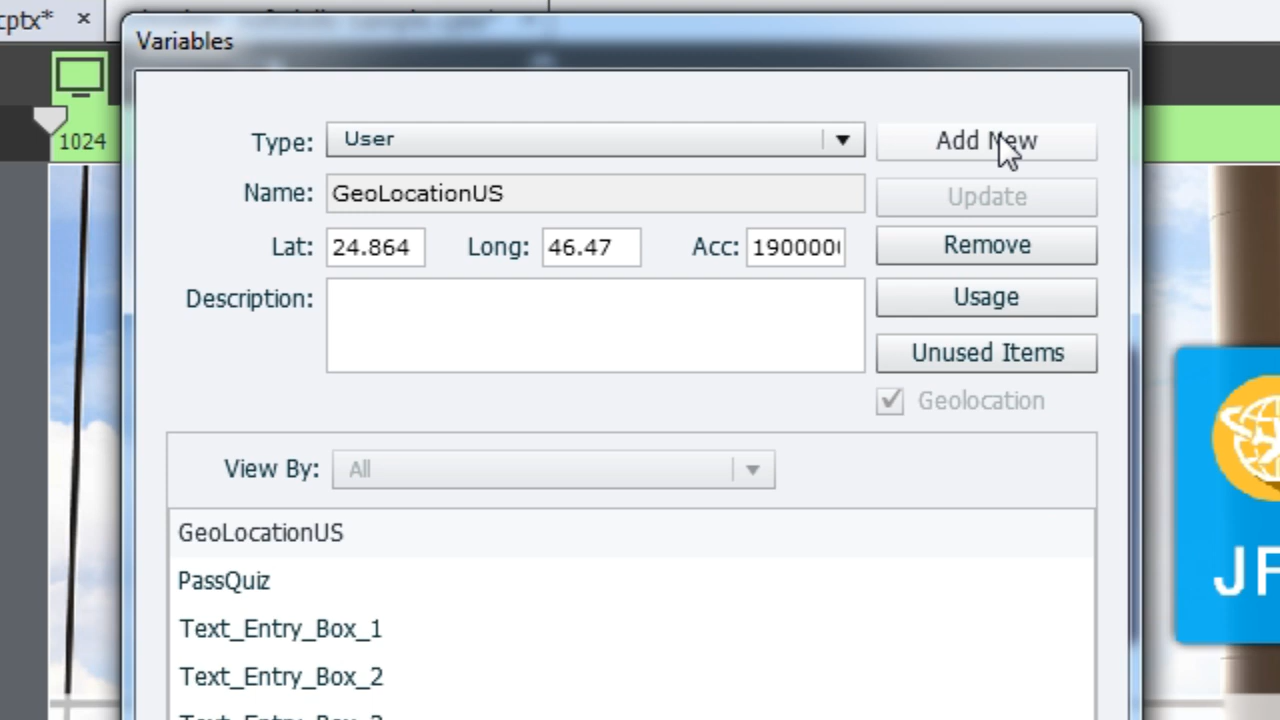 cptx* ×
Variables
1024
Type: User Add New
Name: GeoLocationUS Update
Lat: 24.864 Long: 46.47 Acc: 190000 Remove
Description: Usage
Unused Items
Geolocation
View By: All
GeoLocationUS
PassQuiz
Text_Entry_Box_1
Text_Entry_Box_2